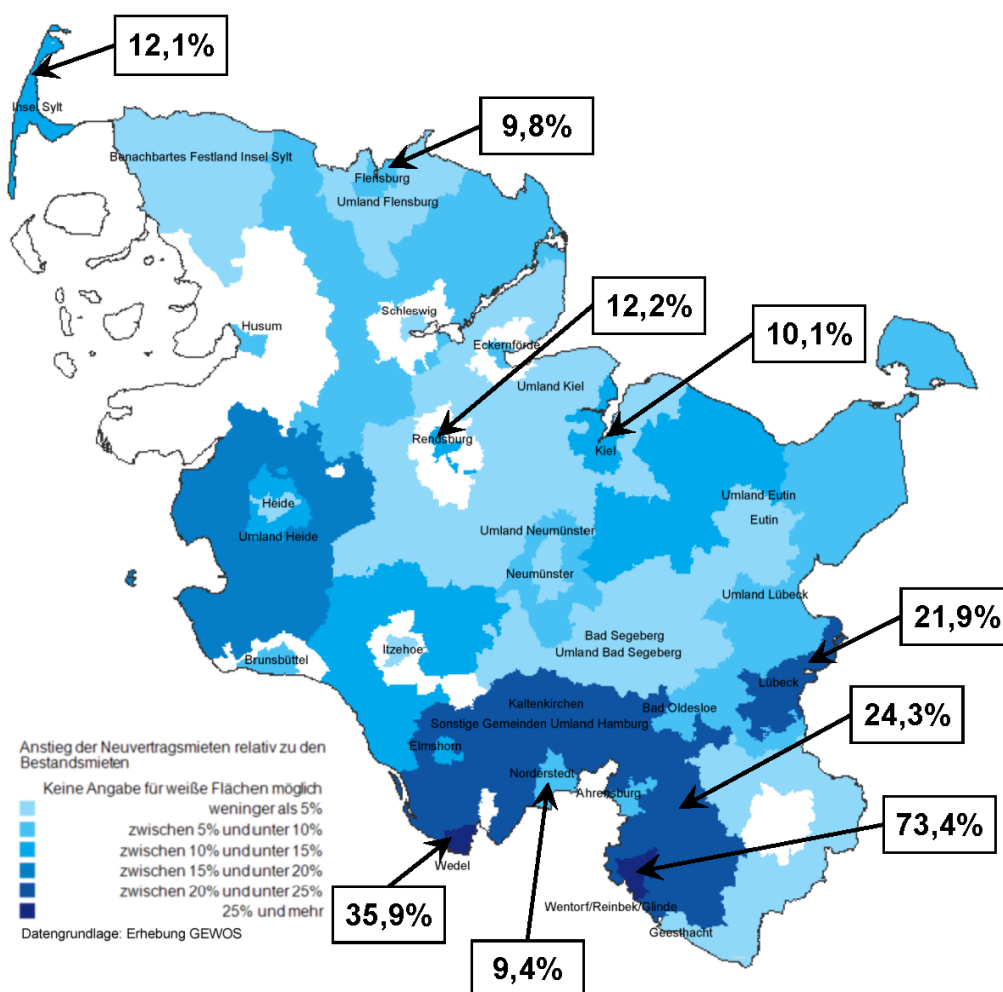 12,1%
Insel Sylt
9,8%
Benachbartes Festland Insel Sylt
Flensburg
Umland Flensburg
12,2%
Schleswig
Husum
10,1%
Eckernförde
Umland Kiel
Rendsburg
Kiel
Umland Eutin
Heide
Eutin
Umland Heide
Umland Neumünster
Neumünster
Umland Lübeck
21,9%
Bad Segeberg
Itzehoe
Umland Bad Segeberg
Brunsbüttel
Lübeck
Kaltenkirchen
Bad Oldesloe
24,3%
Sonstige Gemeinden Umland Hamburg
Elmshorn
Norderstedt
Ahrensburg
73,4%
Wedel
35,9%
Wentorf/Reinbek/Glinde
Geesthacht
9,4%
Anstieg der Neuvertragsmieten relativ zu den
Bestandsmieten
Keine Angabe für weiße Flächen möglich
weninger als 5%
zwischen 5% und unter 10%
zwischen 10% und unter 15%
zwischen 15% und unter 20%
zwischen 20% und unter 25%
25% und mehr
Datengrundlage: Erhebung GEWOS